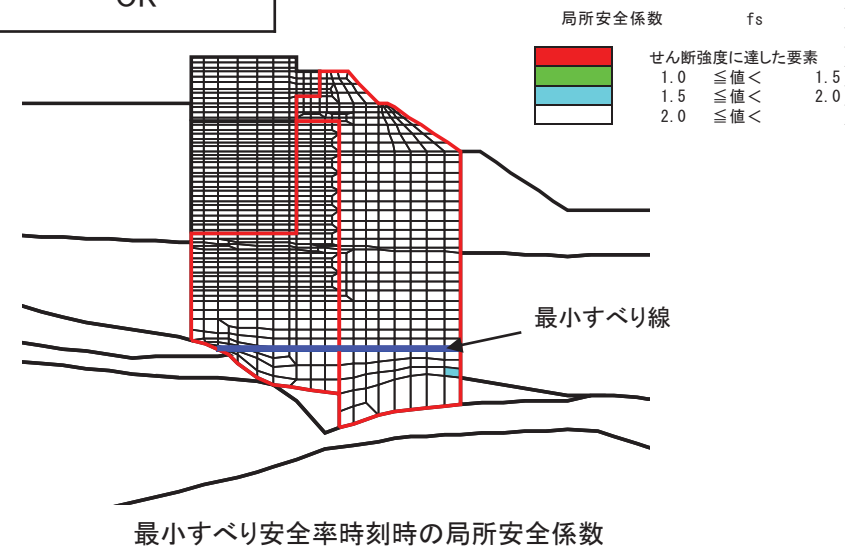 OK
局所安全係数 fs
せん断強度に達した要素
1.0 ≦値< 1.5
1.5 ≦値< 2.0
2.0 ≦値<
最小すべり線
最小すべり安全率時刻時の局所安全係数